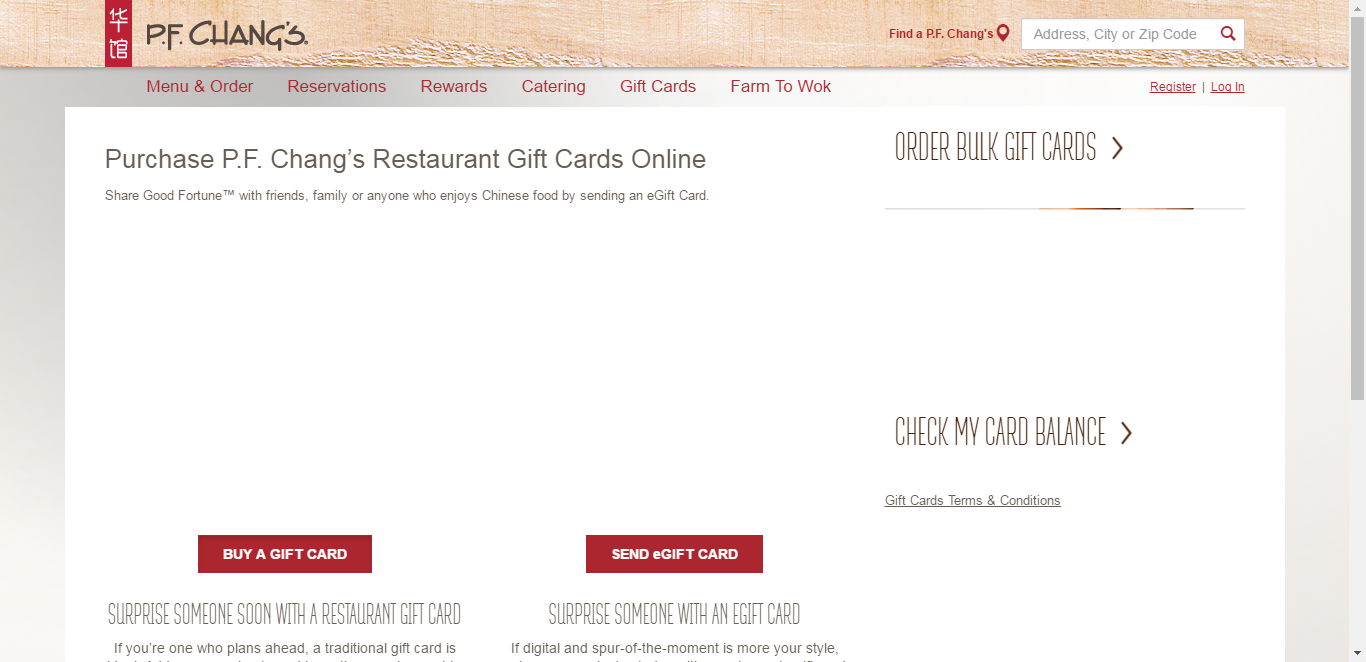 华
馆
P.F. CHANG'S
Find a P.F. Chang's
Address, City or Zip Code
Menu & Order
Reservations
Rewards
Catering
Gift Cards
Farm To Wok
Register | Log In
Purchase P.F. Chang’s Restaurant Gift Cards Online
Share Good Fortune™ with friends, family or anyone who enjoys Chinese food by sending an eGift Card.
ORDER BULK GIFT CARDS
CHECK MY CARD BALANCE
Gift Cards Terms & Conditions
BUY A GIFT CARD
SEND eGIFT CARD
SURPRISE SOMEONE SOON WITH A RESTAURANT GIFT CARD
If you’re one who plans ahead, a traditional gift card is
SURPRISE SOMEONE WITH AN EGIFT CARD
If digital and spur-of-the-moment is more your style,